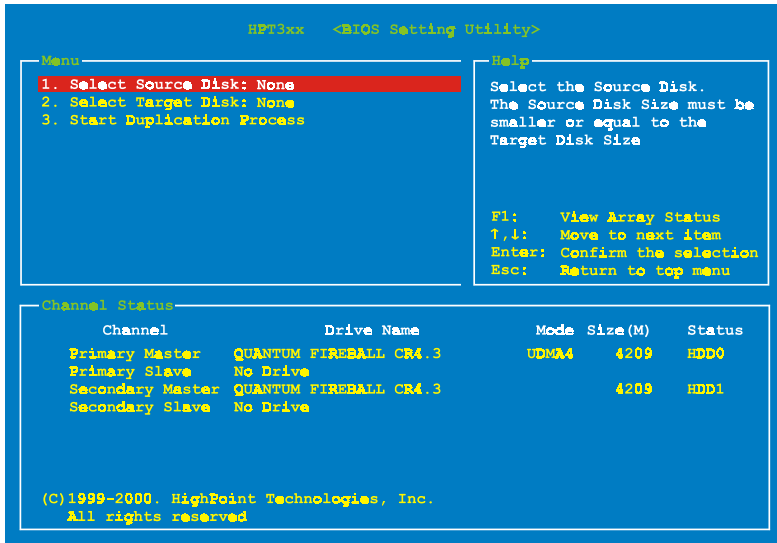 HPT3xx <BIOS Setting Utility>
Menu
1. Select Source Disk: None
2. Select Target Disk: None
3. Start Duplication Process
Help
Select the Source Disk.
The Source Disk Size must be
smaller or equal to the
Target Disk Size
F1: View Array Status
↑,↓: Move to next item
Enter: Confirm the selection
Esc: Return to top menu
Channel Status
Channel Drive Name Mode Size(M) Status
Primary Master QUANTUM FIREBALL CR4.3 UDMA4 4209 HDD0
Primary Slave No Drive
Secondary Master QUANTUM FIREBALL CR4.3 4209 HDD1
Secondary Slave No Drive
(C)1999-2000. HighPoint Technologies, Inc.
All rights reserved